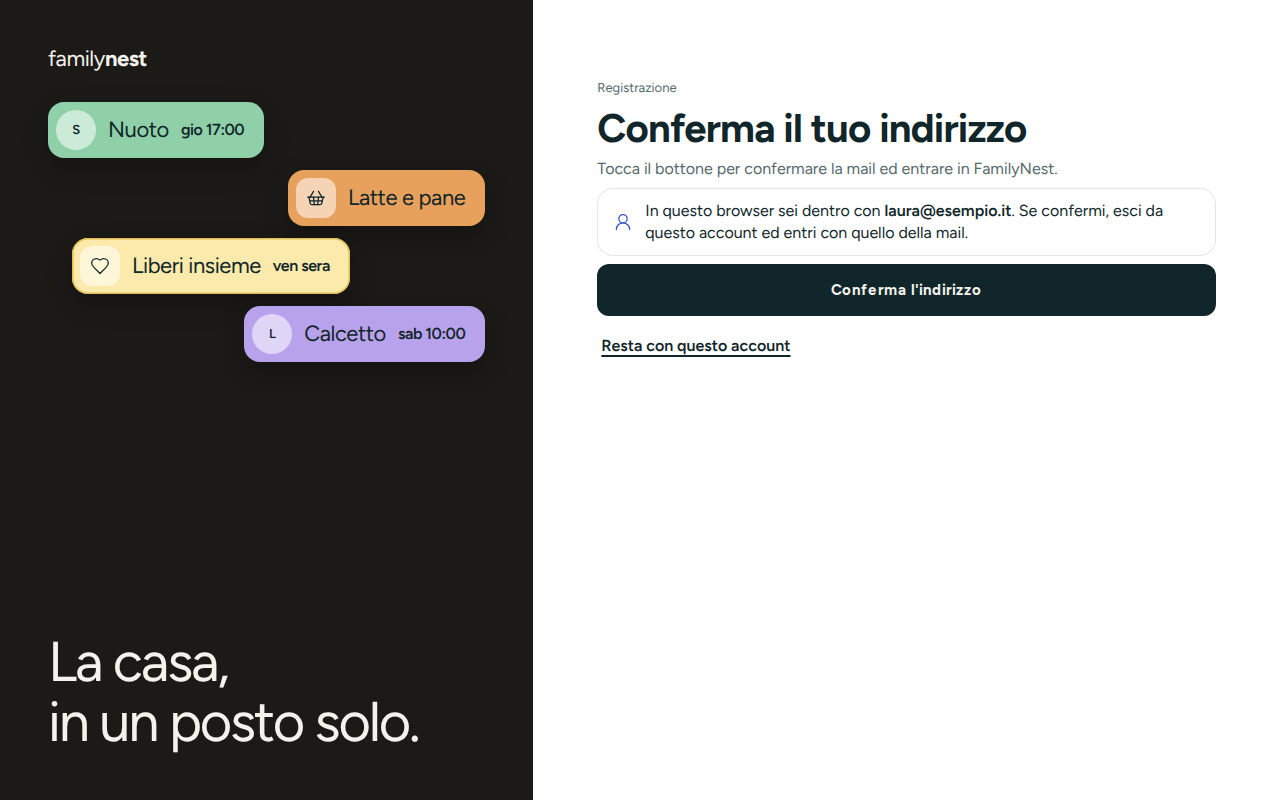 familynest
S Nuoto gio 17:00
Latte e pane
Liberi insieme ven sera
L Calcetto sab 10:00
La casa,
in un posto solo.
Registrazione
Conferma il tuo indirizzo
Tocca il bottone per confermare la mail ed entrare in FamilyNest.
In questo browser sei dentro con laura@esempio.it. Se confermi, esci da
questo account ed entri con quello della mail.
Conferma l'indirizzo
Resta con questo account